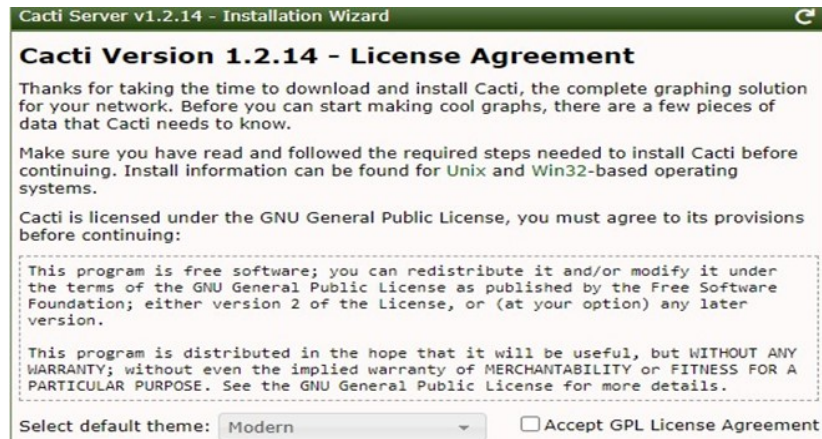 Cacti Server v1.2.14 - Installation Wizard
Cacti Version 1.2.14 - License Agreement
Thanks for taking the time to download and install Cacti, the complete graphing solution
for your network. Before you can start making cool graphs, there are a few pieces of
data that Cacti needs to know.
Make sure you have read and followed the required steps needed to install Cacti before
continuing. Install information can be found for Unix and Win32-based operating
systems.
Cacti is licensed under the GNU General Public License, you must agree to its provisions
before continuing:
This program is free software; you can redistribute it and/or modify it under
the terms of the GNU General Public License as published by the Free Software
Foundation; either version 2 of the License, or (at your option) any later
version.
This program is distributed in the hope that it will be useful, but WITHOUT ANY
WARRANTY; without even the implied warranty of MERCHANTABILITY or FITNESS FOR A
PARTICULAR PURPOSE. See the GNU General Public License for more details.
Select default theme: Modern Accept GPL License Agreement